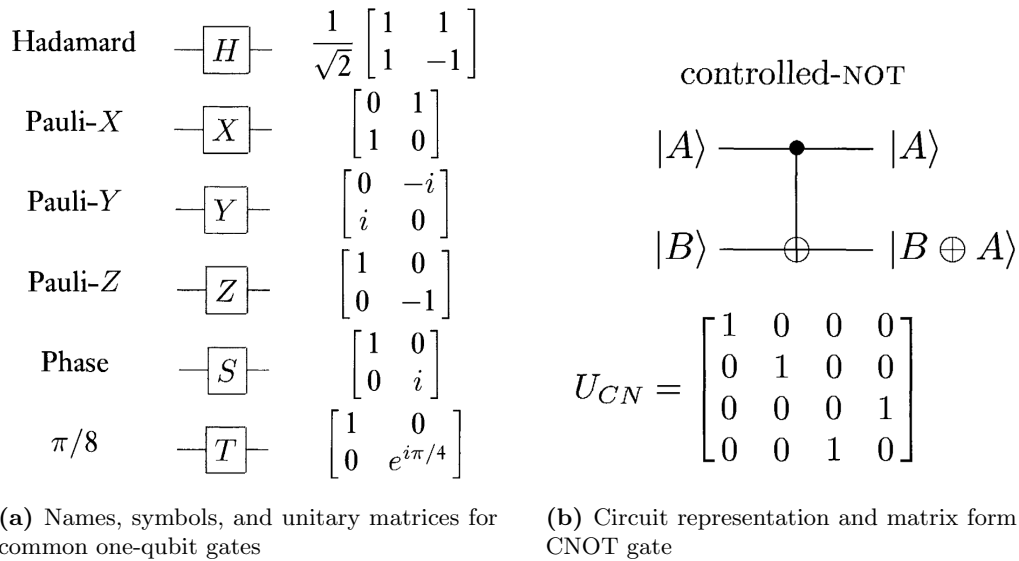 Hadamard H 1/√2 [1 1; 1 −1]
Pauli-X X [0 1; 1 0]
Pauli-Y Y [0 −i; i 0]
Pauli-Z Z [1 0; 0 −1]
Phase S [1 0; 0 i]
π/8 T [1 0; 0 e^{iπ/4}]
(a) Names, symbols, and unitary matrices for
common one-qubit gates
controlled-NOT
|A⟩ |A⟩
|B⟩ |B ⊕ A⟩
U_{CN} = [1 0 0 0; 0 1 0 0; 0 0 0 1; 0 0 1 0]
(b) Circuit representation and matrix form
CNOT gate